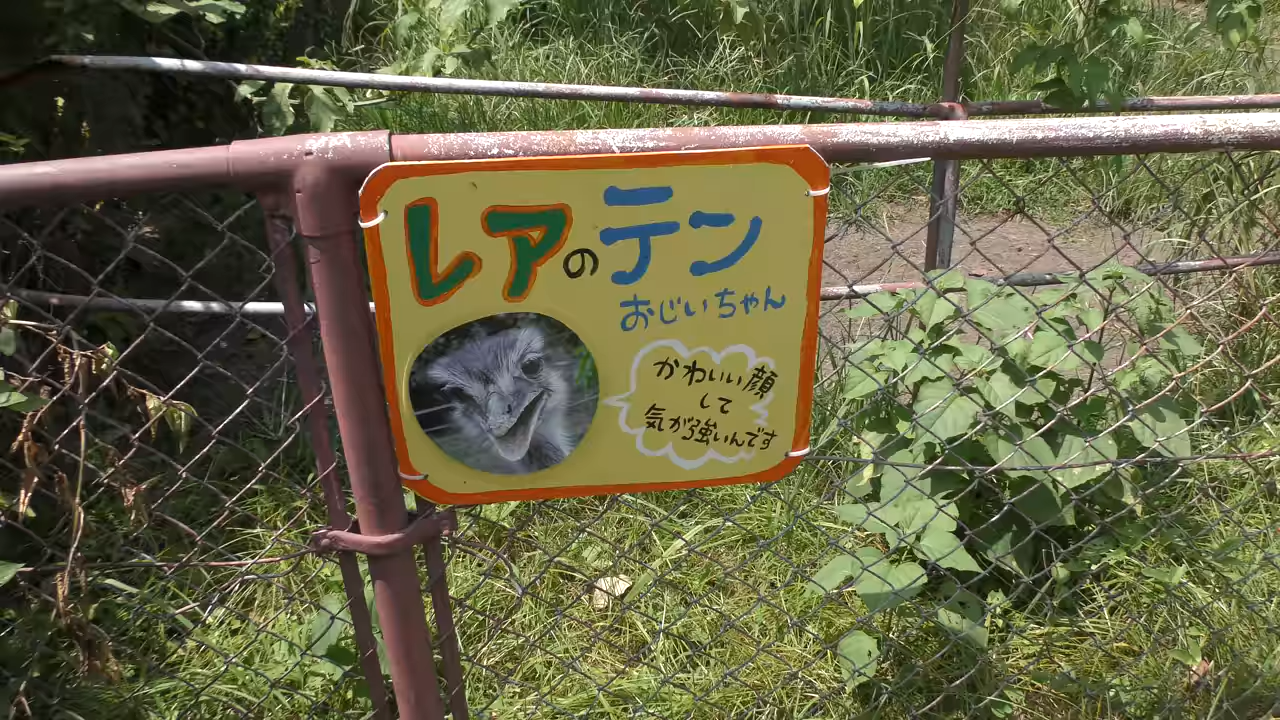 レアのテン
おじいちゃん
かわいい顔
して
気が強いんです